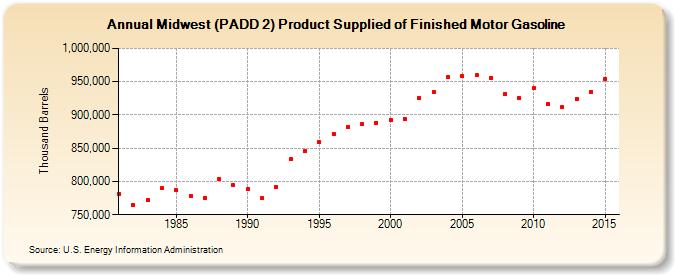 Annual Midwest (PADD 2) Product Supplied of Finished Motor Gasoline
Thousand Barrels
1,000,000
950,000
900,000
850,000
800,000
750,000
1985 1990 1995 2000 2005 2010 2015
Source: U.S. Energy Information Administration